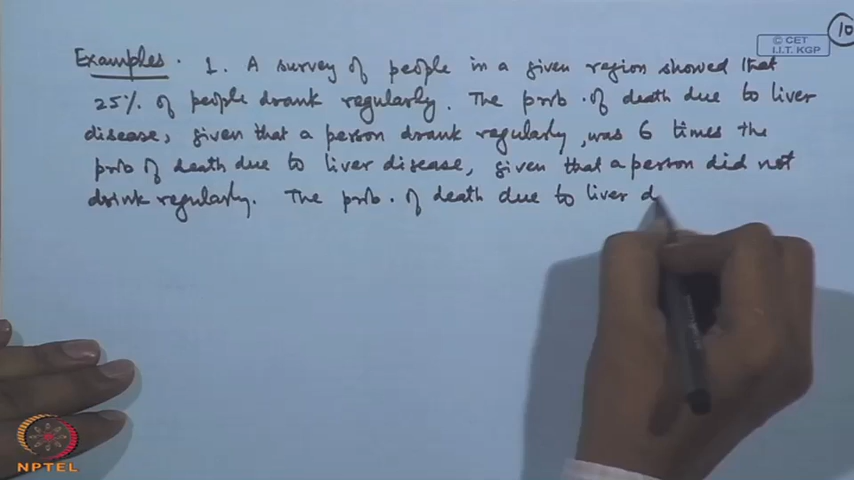 10
© CET
I.I.T. KGP
Examples. 1. A survey of people in a given region showed that
25% of people drank regularly. The prob. of death due to liver
disease, given that a person drank regularly, was 6 times the
prob of death due to liver disease, given that a person did not
drink regularly. The prob. of death due to liver d
NPTEL